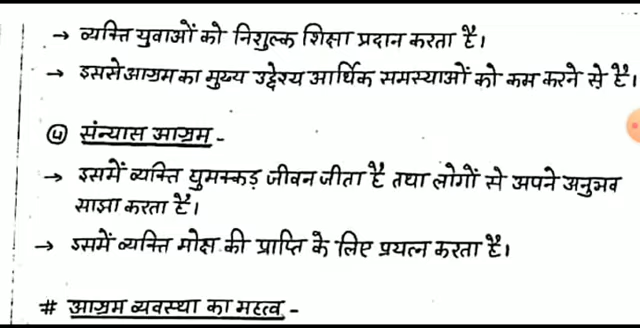 → व्यक्ति युवाओं को निशुल्क शिक्षा प्रदान करता है।
→ इससे आश्रम का मुख्य उद्देश्य आर्थिक समस्याओं को कम करने से है।
④ संन्यास आश्रम -
→ इसमें व्यक्ति घुमक्कड़ जीवन जीता है तथा लोगों से अपने अनुभव
साझा करता है।
→ इसमें व्यक्ति मोक्ष की प्राप्ति के लिए प्रयत्न करता है।
# आश्रम व्यवस्था का महत्व -